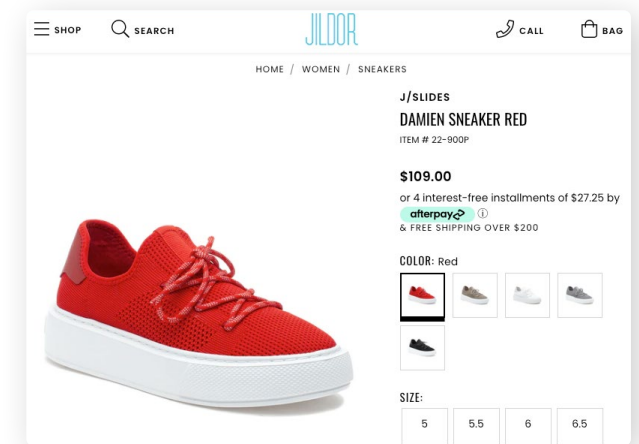 SHOP
SEARCH
JILDOR
CALL
BAG
HOME / WOMEN / SNEAKERS
J/SLIDES
DAMIEN SNEAKER RED
ITEM # 22-900P
$109.00
or 4 interest-free installments of $27.25 by
afterpay
& FREE SHIPPING OVER $200
COLOR: Red
SIZE:
5 5.5 6 6.5